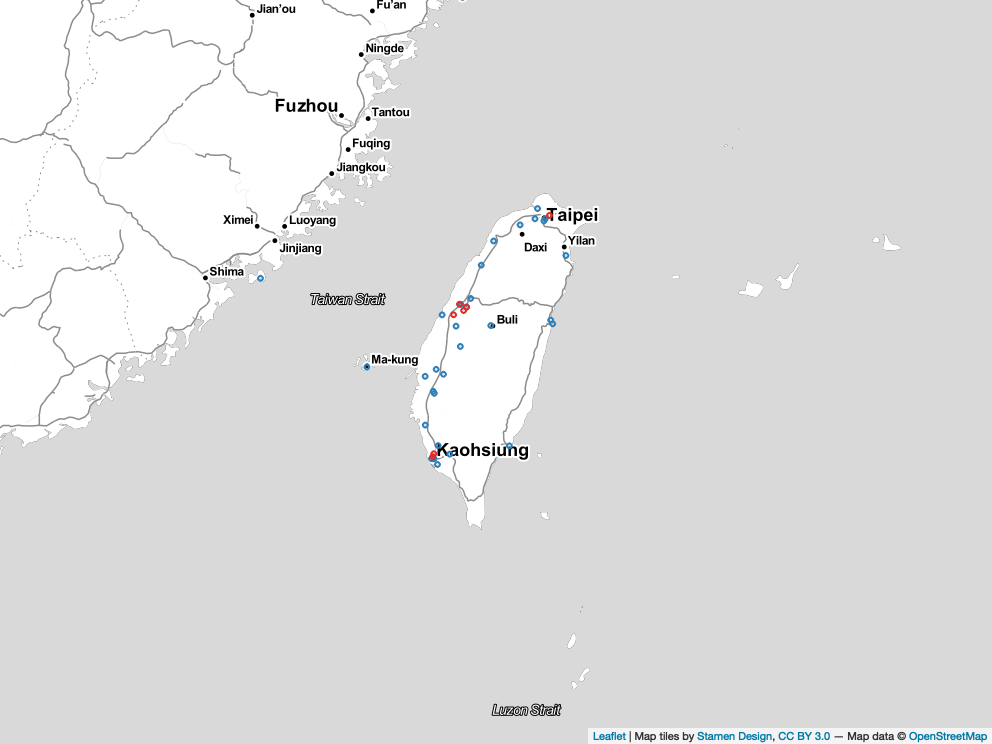 Jian'ou
Fu'an
Ningde
Fuzhou
Tantou
Fuqing
Jiangkou
Ximei
Luoyang
Jinjiang
Shima
Taiwan Strait
Taipei
Daxi
Yilan
Buli
Ma-kung
Kaohsiung
Luzon Strait
Leaflet | Map tiles by Stamen Design, CC BY 3.0 — Map data © OpenStreetMap